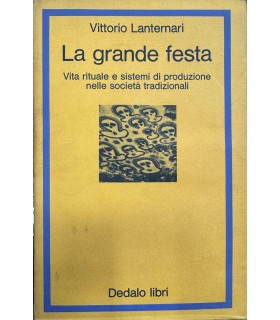 Vittorio Lanternari
La grande festa
Vita rituale e sistemi di produzione
nelle società tradizionali
Dedalo libri